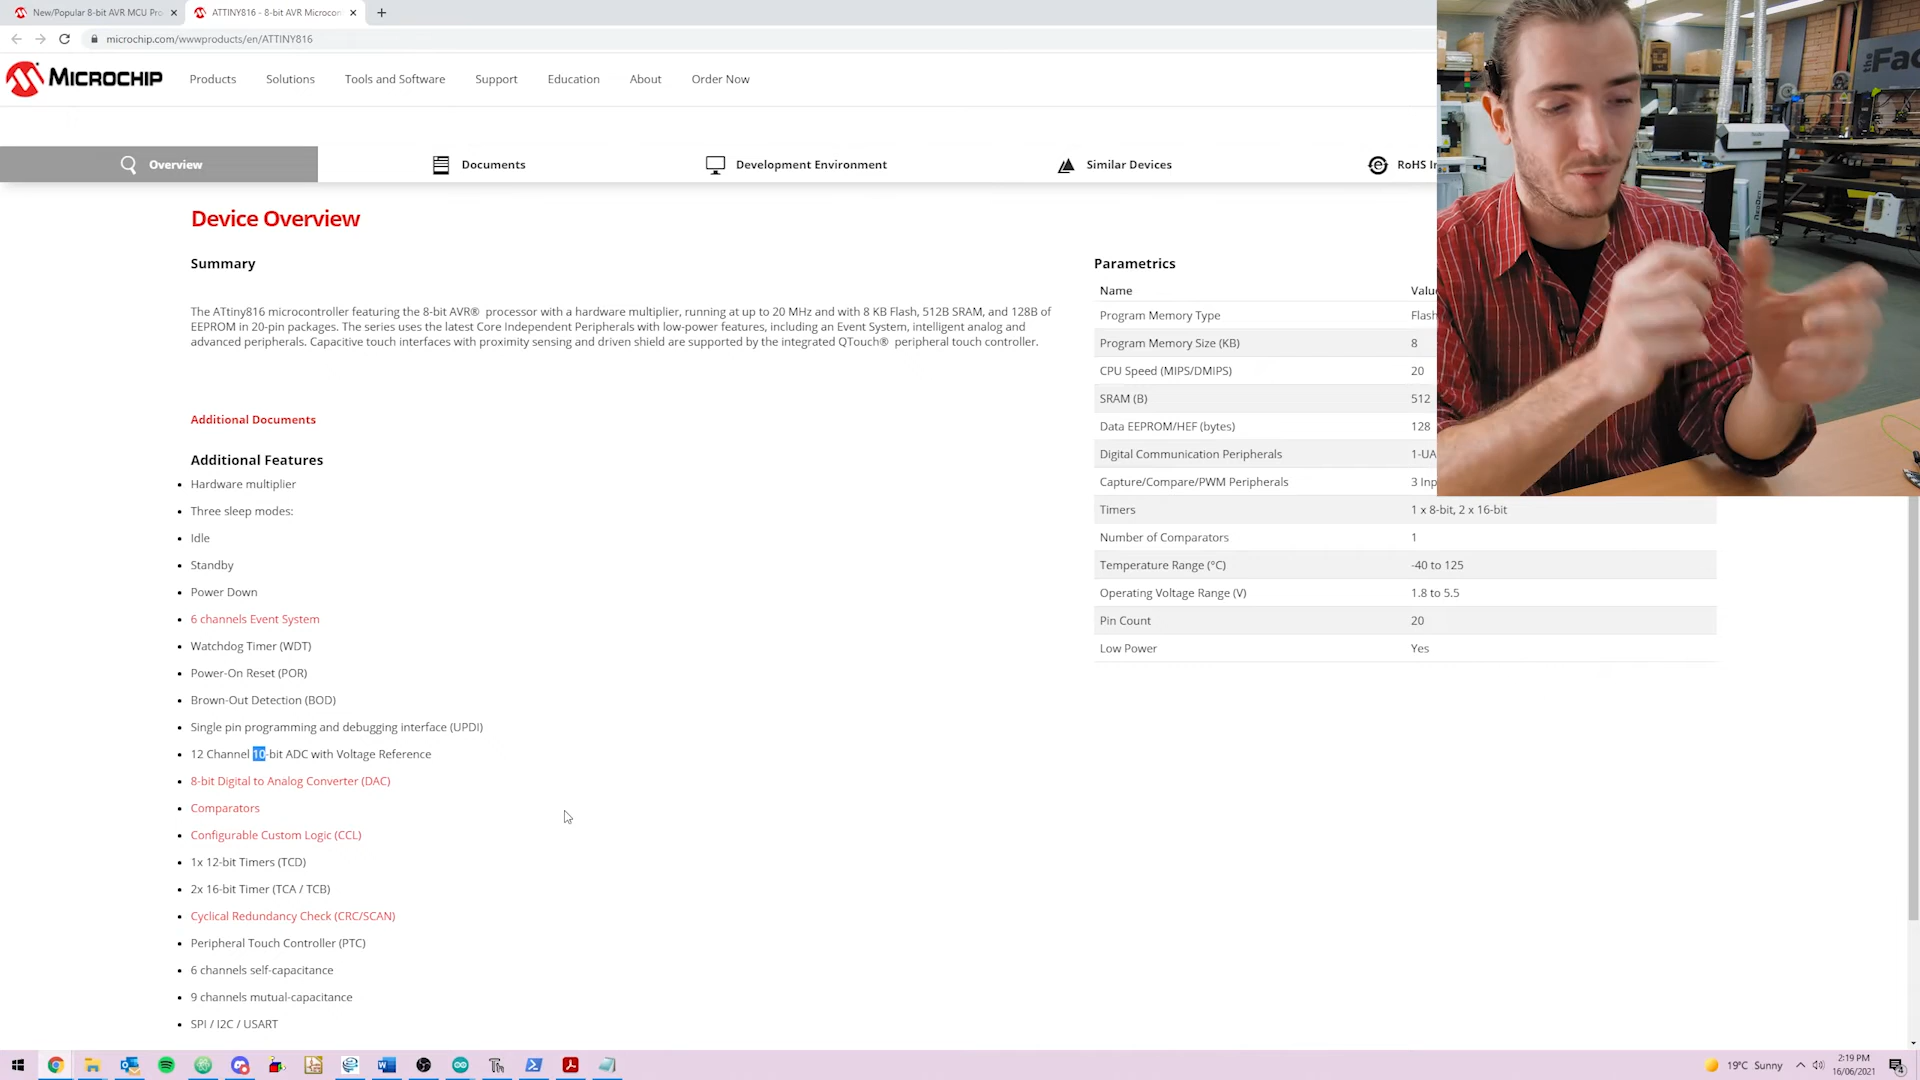 New/Popular 8-bit AVR MCU Pro
ATTINY816 - 8-bit AVR Microcon
microchip.com/wwwproducts/en/ATTINY816
MICROCHIP
Products
Solutions
Tools and Software
Support
Education
About
Order Now
Overview
Documents
Development Environment
Similar Devices
RoHS In
Device Overview
Summary
The ATtiny816 microcontroller featuring the 8-bit AVR® processor with a hardware multiplier, running at up to 20 MHz and with 8 KB Flash, 512B SRAM, and 128B of
EEPROM in 20-pin packages. The series uses the latest Core Independent Peripherals with low-power features, including an Event System, intelligent analog and
advanced peripherals. Capacitive touch interfaces with proximity sensing and driven shield are supported by the integrated QTouch® peripheral touch controller.
Additional Documents
Additional Features
Hardware multiplier
Three sleep modes:
Idle
Standby
Power Down
6 channels Event System
Watchdog Timer (WDT)
Power-On Reset (POR)
Brown-Out Detection (BOD)
Single pin programming and debugging interface (UPDI)
12 Channel 10-bit ADC with Voltage Reference
8-bit Digital to Analog Converter (DAC)
Comparators
Configurable Custom Logic (CCL)
1x 12-bit Timers (TCD)
2x 16-bit Timer (TCA / TCB)
Cyclical Redundancy Check (CRC/SCAN)
Peripheral Touch Controller (PTC)
6 channels self-capacitance
9 channels mutual-capacitance
SPI / I2C / USART
Parametrics
Name Valu
Program Memory Type Flash
Program Memory Size (KB) 8
CPU Speed (MIPS/DMIPS) 20
SRAM (B) 512
Data EEPROM/HEF (bytes) 128
Digital Communication Peripherals 1-UA
Capture/Compare/PWM Peripherals 3 Inp
Timers 1 x 8-bit, 2 x 16-bit
Number of Comparators 1
Temperature Range (°C) -40 to 125
Operating Voltage Range (V) 1.8 to 5.5
Pin Count 20
Low Power Yes
the Fac
19°C Sunny
2:19 PM
16/06/2021